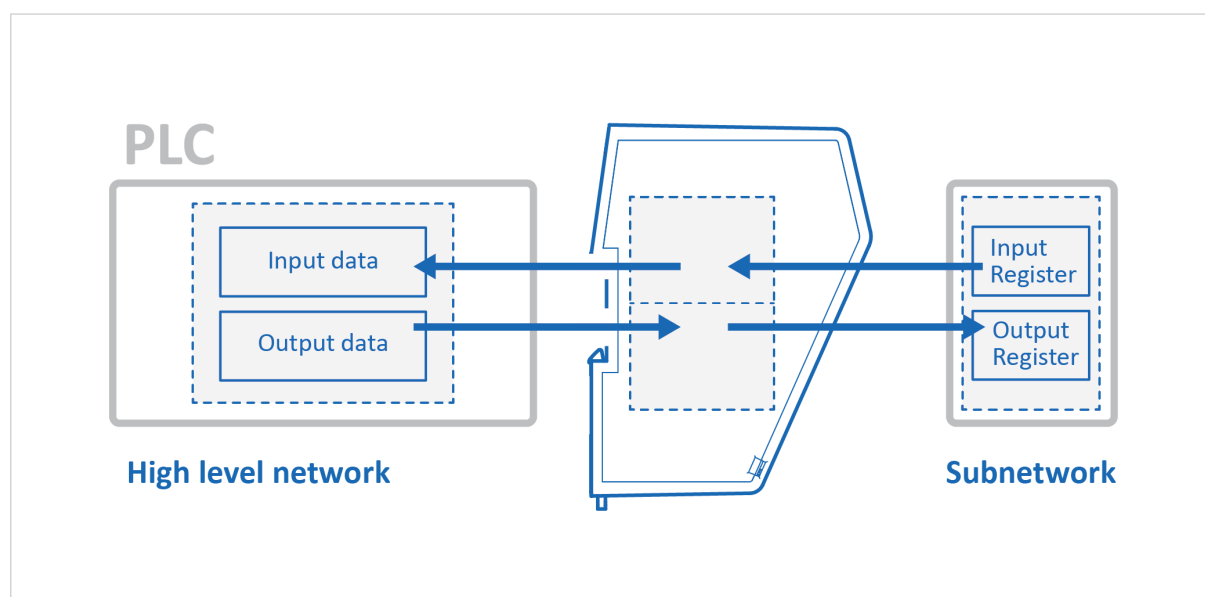 PLC
Input data
Output data
Input
Register
Output
Register
High level network
Subnetwork